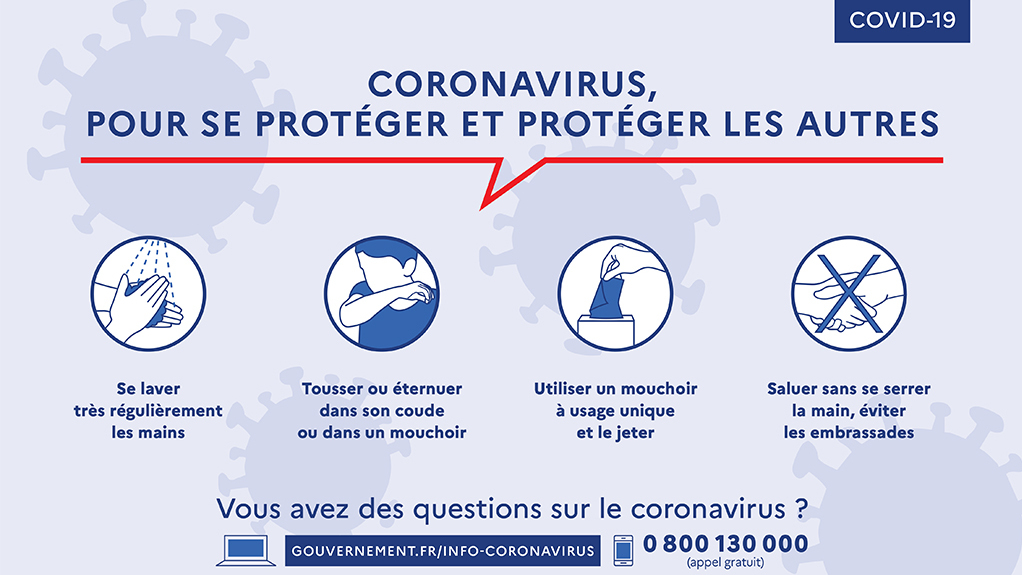 COVID-19
CORONAVIRUS,
POUR SE PROTÉGER ET PROTÉGER LES AUTRES
Se laver
très régulièrement
les mains
Tousser ou éternuer
dans son coude
ou dans un mouchoir
Utiliser un mouchoir
à usage unique
et le jeter
Saluer sans se serrer
la main, éviter
les embrassades
Vous avez des questions sur le coronavirus ?
GOUVERNEMENT.FR/INFO-CORONAVIRUS
0 800 130 000
(appel gratuit)